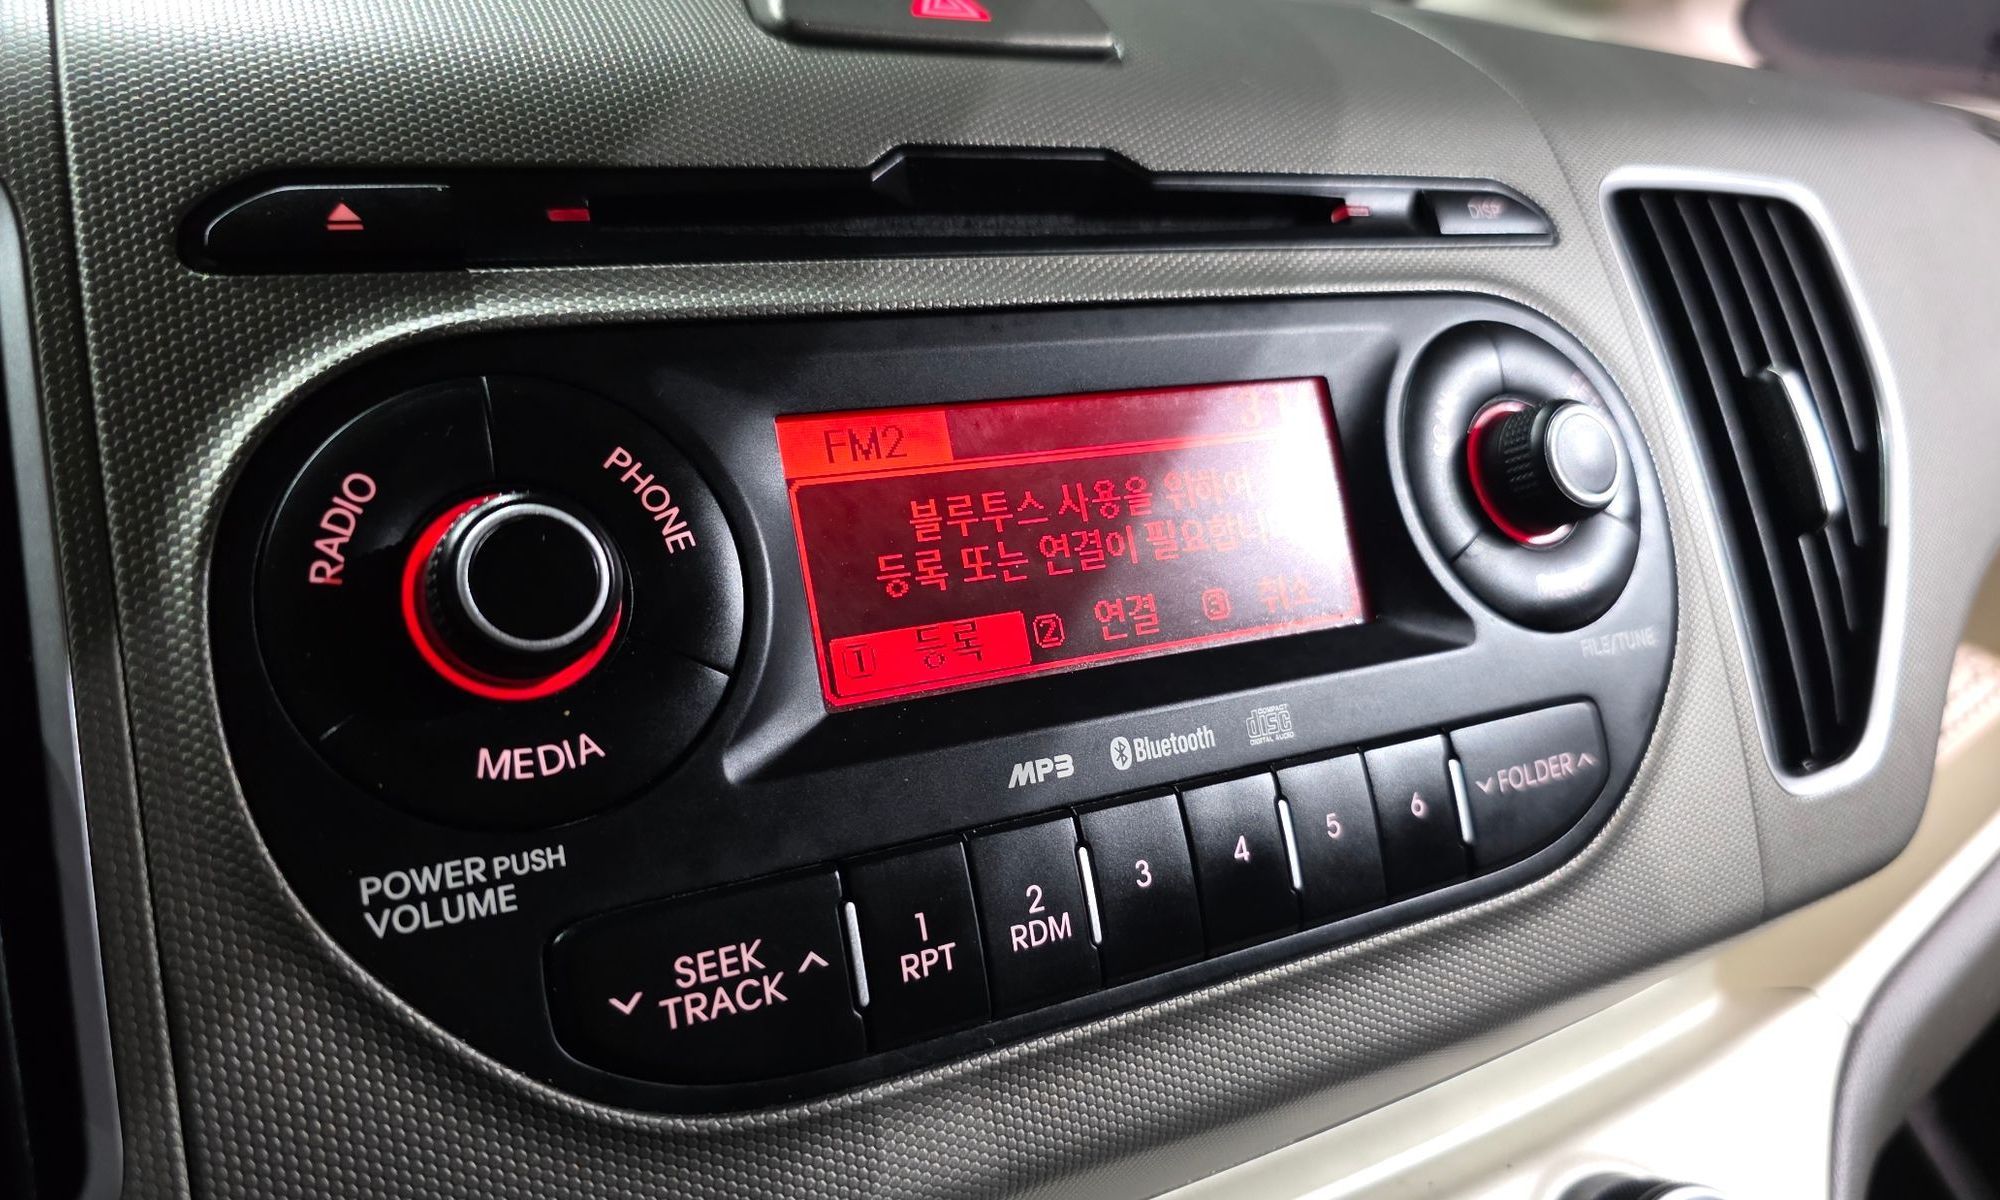 DISP
FM2
블루투스 사용을 위하여
등록 또는 연결이 필요합니
1 등록 2 연결 3 취소
RADIO
PHONE
MEDIA
FILE/TUNE
MP3 Bluetooth COMPACT disc DIGITAL AUDIO
POWER PUSH
VOLUME
SEEK
TRACK
1
RPT
2
RDM
3
4
5
6
FOLDER